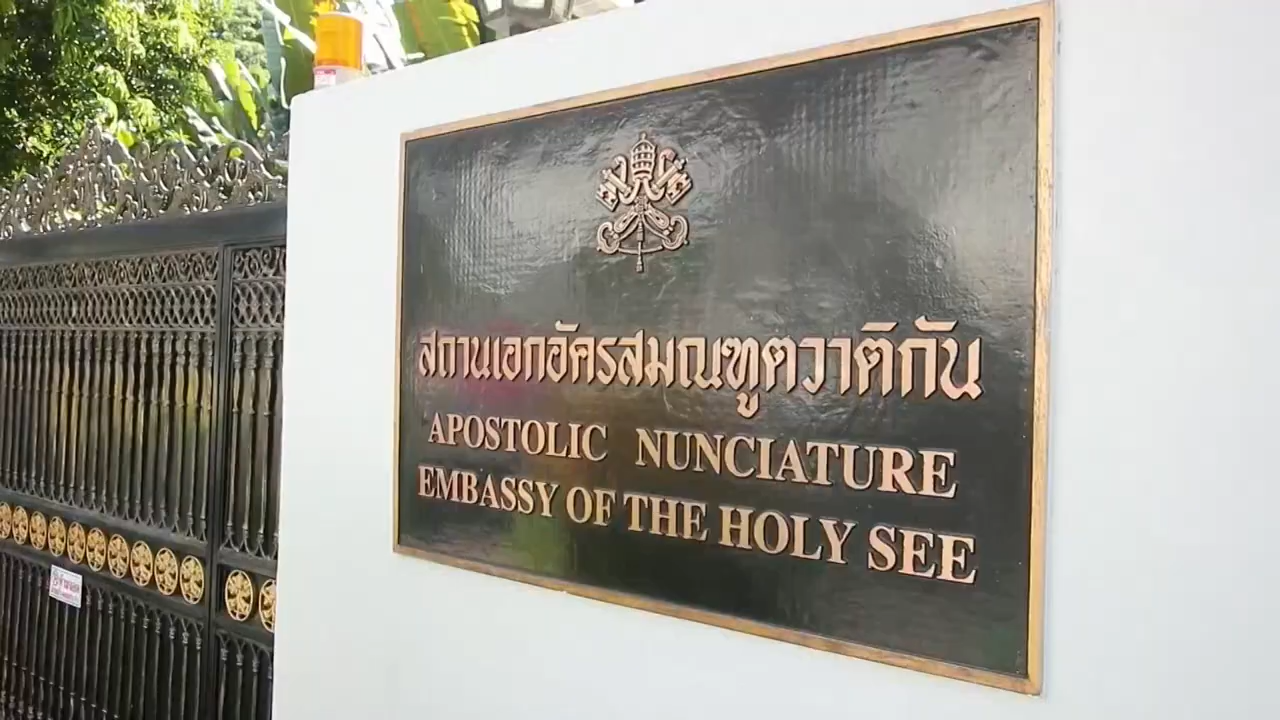 สถานเอกอัครสมณฑูตวาติกัน
APOSTOLIC NUNCIATURE
EMBASSY OF THE HOLY SEE